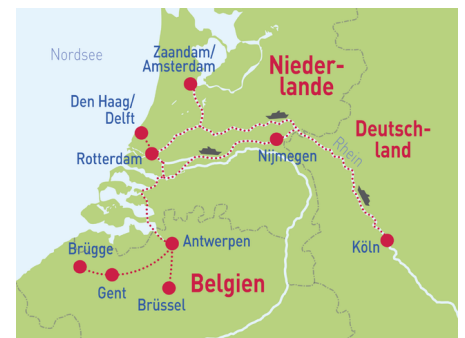 Nordsee
Zaandam/
Amsterdam
Nieder-
lande
Den Haag/
Delft
Deutsch-
land
Rotterdam
Nijmegen
Rhein
Brügge
Antwerpen
Köln
Gent
Brüssel
Belgien